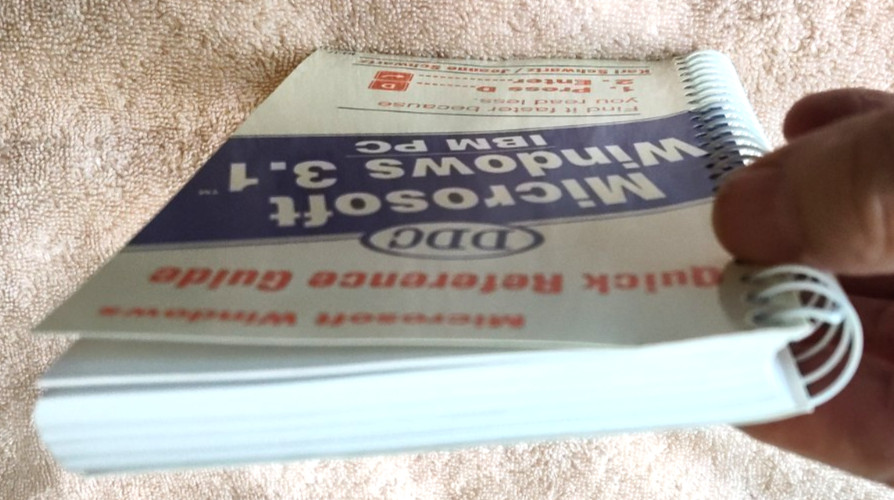 Microsoft Windows
Quick Reference Guide
DDC
Microsoft
Windows 3.1™
IBM PC
Find it faster because
you read less.
1. Press D
2. Enter
D
↵
Karl Schwartz / Jeanne Schwartz